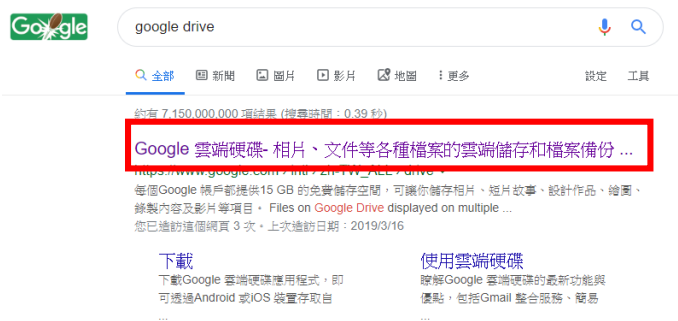 Google
google drive
全部 新聞 圖片 影片 地圖 更多 設定 工具
約有 7,150,000,000 項結果 (搜尋時間:0.39 秒)
Google 雲端硬碟- 相片、文件等各種檔案的雲端儲存和檔案備份 ...
https://www.google.com › intl › zh-TW_ALL › drive
每個Google 帳戶都提供15 GB 的免費儲存空間,可讓你儲存相片、短片故事、設計作品、繪圖、
錄製內容及影片等項目。 Files on Google Drive displayed on multiple ...
您已造訪這個網頁 3 次。上次造訪日期:2019/3/16
下載 使用雲端硬碟
下載Google 雲端硬碟應用程式,即 瞭解Google 雲端硬碟的最新功能與
可透過Android 或iOS 裝置存取自 優點,包括Gmail 整合服務、簡易
... ...